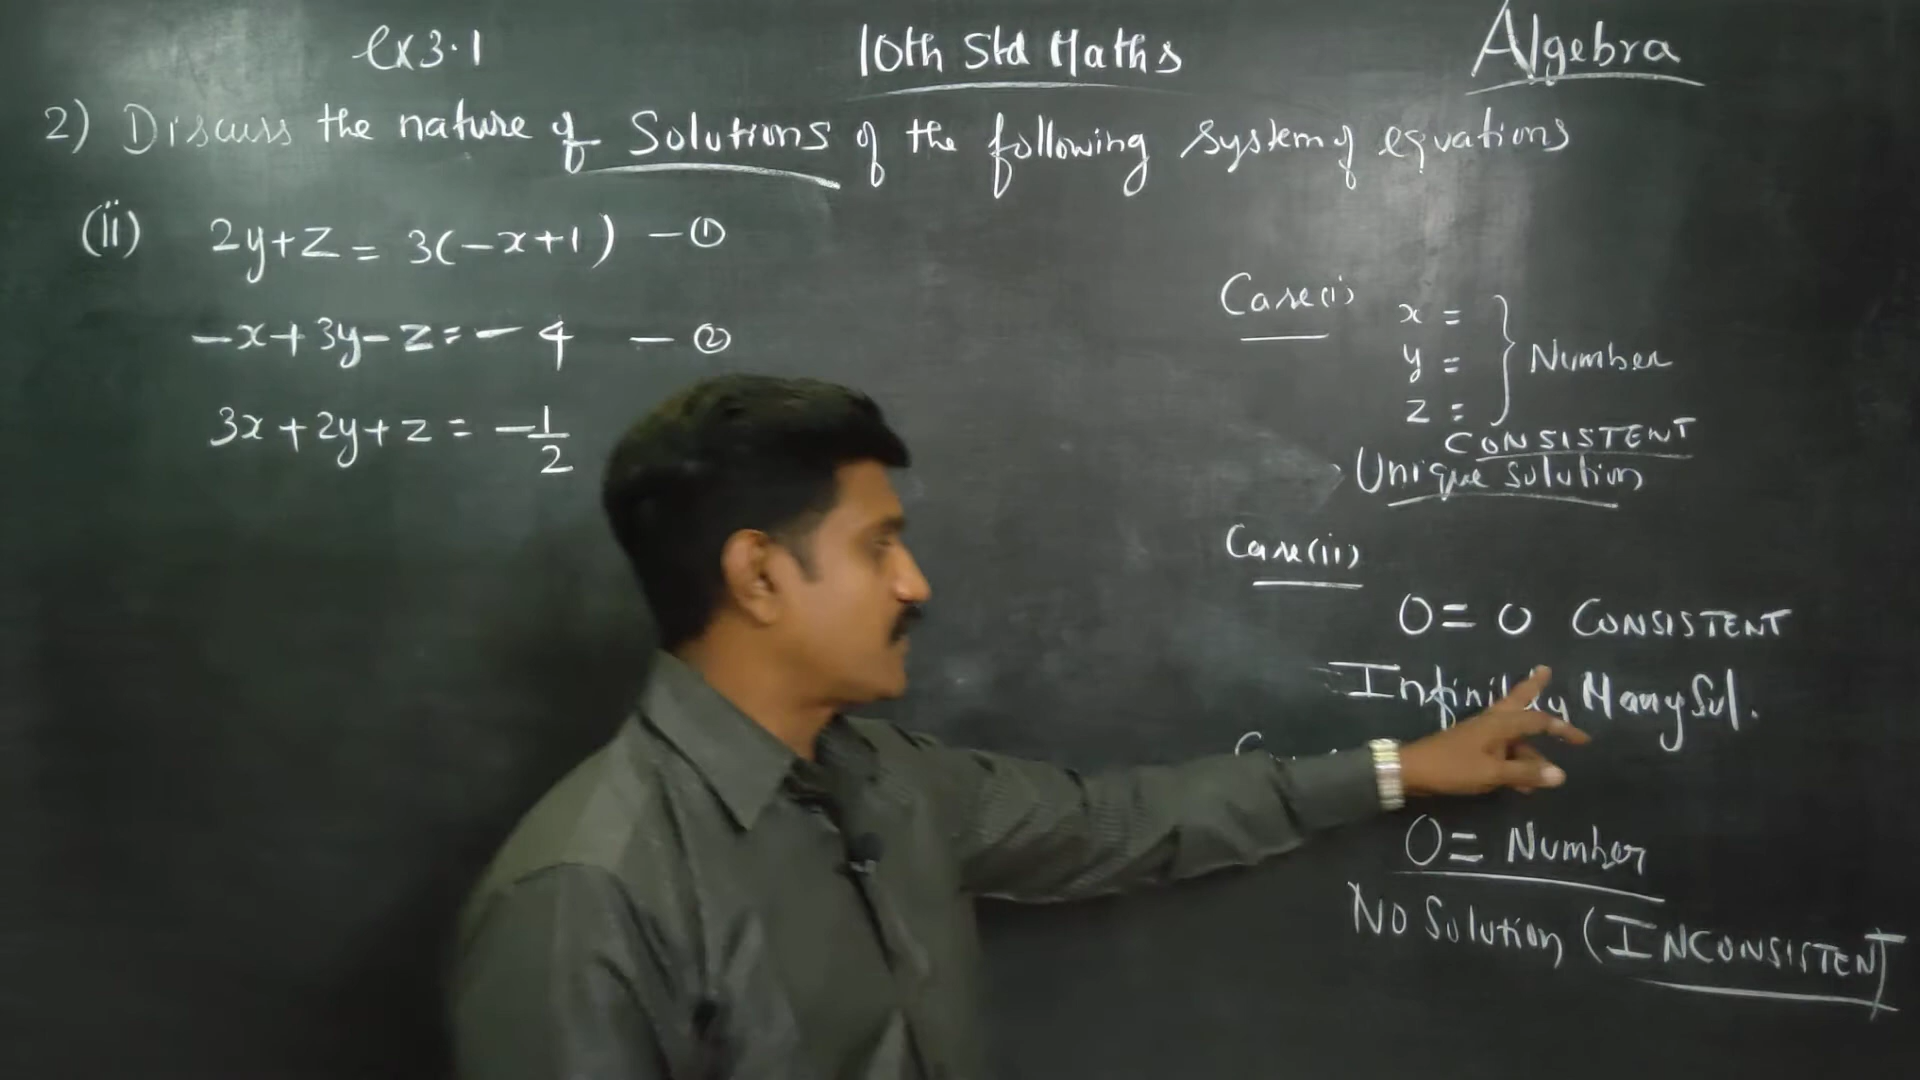 ex3.1
10th Std Maths
Algebra
2) Discuss the nature of Solutions of the following system of equations
(ii) 2y+z = 3(-x+1) - ①
-x+3y-z = -4 - ②
3x+2y+z = -1/2
Case(i)
x =
y = } Number
z =
CONSISTENT
Unique solution
Case(ii)
0 = 0 CONSISTENT
Infinitely Many Sol.
0 = Number
No Solution (INCONSISTENT